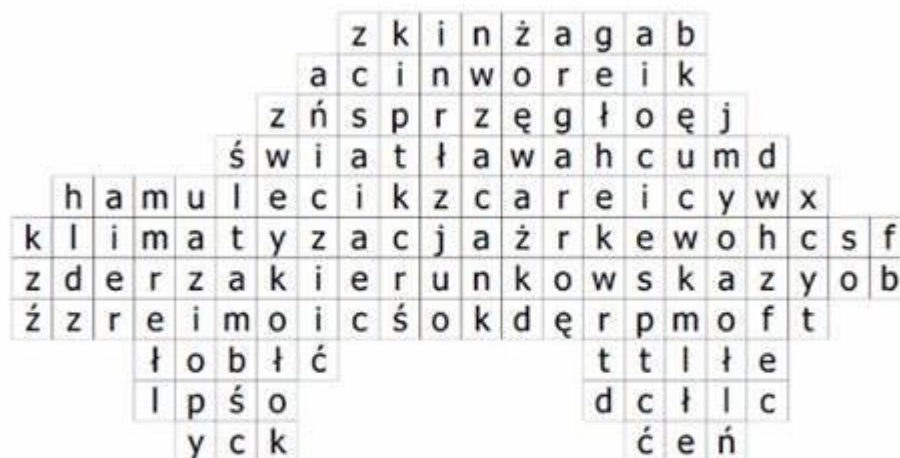 z k i n ż a g a b
a c i n w o r e i k
z ń s p r z ę g ł o ę j
ś w i a t ł a w a h c u m d
h a m u l e c i k z c a r e i c y w x
k l i m a t y z a c j a ż r k e w o h c s f
z d e r z a k i e r u n k o w s k a z y o b
ź z r e i m o i c ś o k d ę r p m o f t
ł o b ł ć t t l ł e
l p ś o d c ł l c
y c k ć e ń